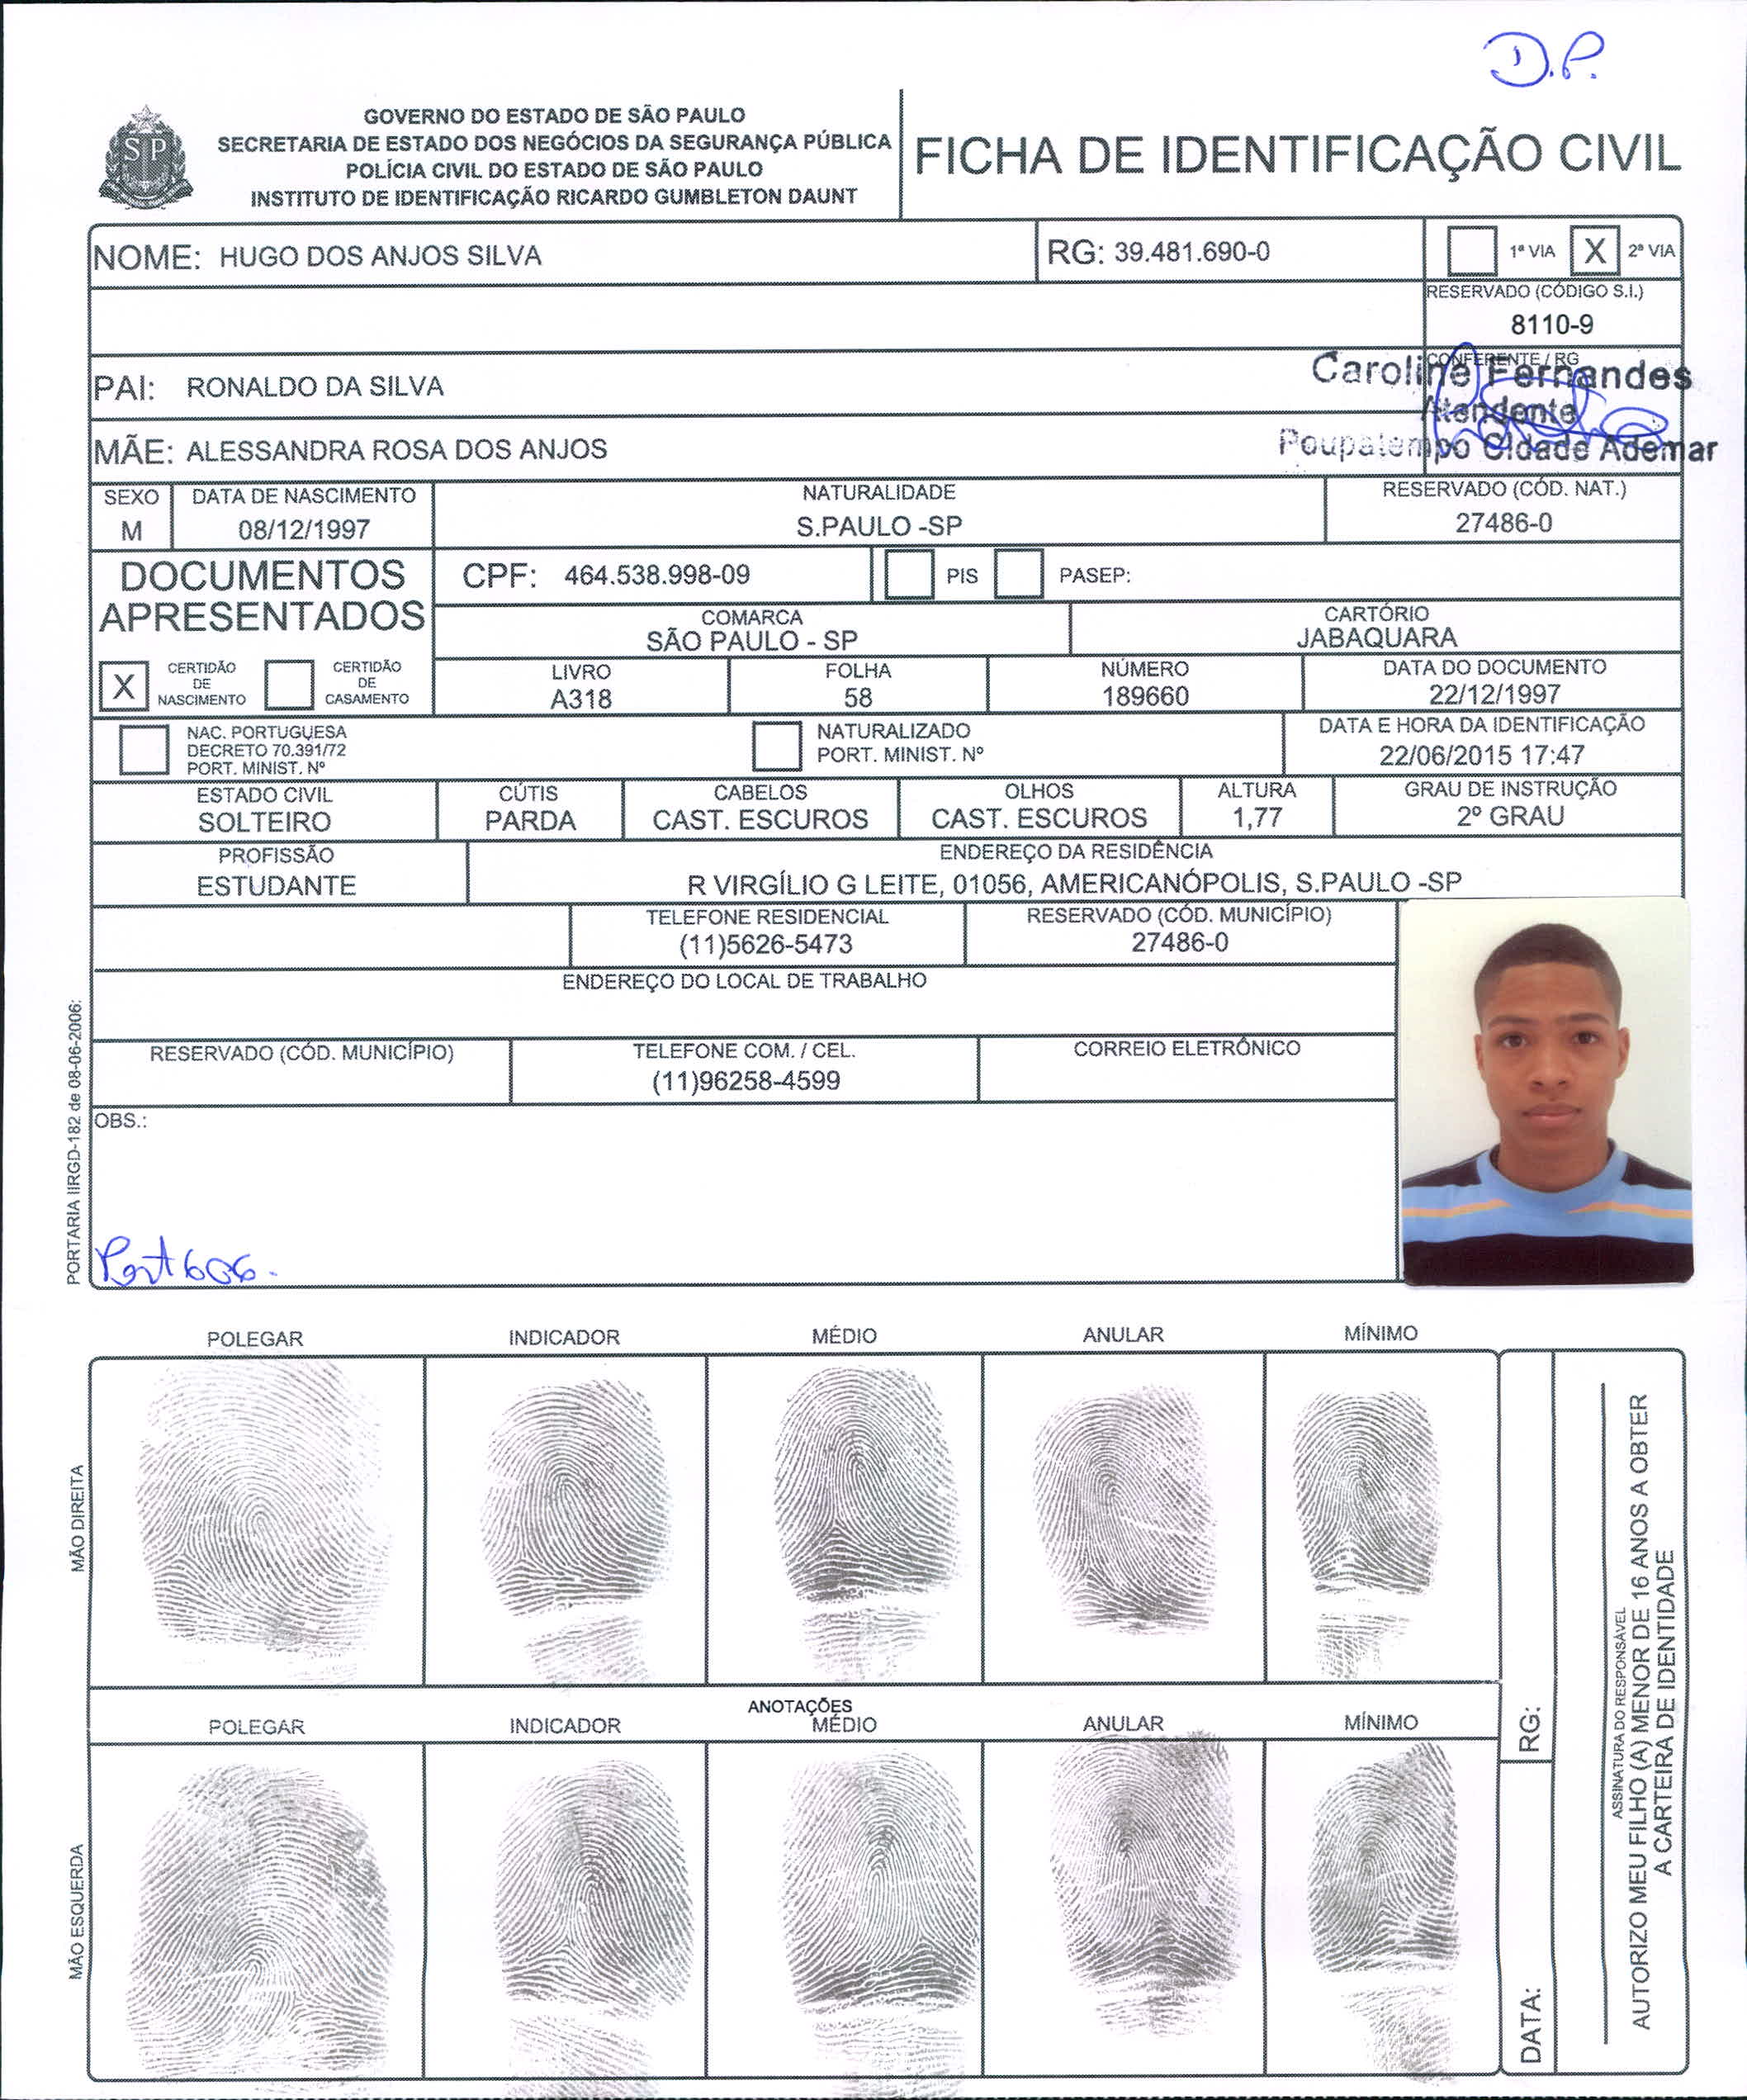 D.P.
SP
GOVERNO DO ESTADO DE SÃO PAULO
SECRETARIA DE ESTADO DOS NEGÓCIOS DA SEGURANÇA PÚBLICA
POLÍCIA CIVIL DO ESTADO DE SÃO PAULO
INSTITUTO DE IDENTIFICAÇÃO RICARDO GUMBLETON DAUNT
FICHA DE IDENTIFICAÇÃO CIVIL
NOME: HUGO DOS ANJOS SILVA
RG: 39.481.690-0
1ª VIA X 2ª VIA
RESERVADO (CÓDIGO S.I.)
8110-9
CONFERENTE / RG
Caroline Fernandes
Atendente
Poupatempo Cidade Ademar
PAI: RONALDO DA SILVA
MÃE: ALESSANDRA ROSA DOS ANJOS
SEXO
M
DATA DE NASCIMENTO
08/12/1997
NATURALIDADE
S.PAULO -SP
RESERVADO (CÓD. NAT.)
27486-0
DOCUMENTOS
APRESENTADOS
CPF: 464.538.998-09
PIS
PASEP:
COMARCA
SÃO PAULO - SP
CARTÓRIO
JABAQUARA
X CERTIDÃO
DE
NASCIMENTO
CERTIDÃO
DE
CASAMENTO
LIVRO
A318
FOLHA
58
NÚMERO
189660
DATA DO DOCUMENTO
22/12/1997
NAC. PORTUGUESA
DECRETO 70.391/72
PORT. MINIST. Nº
NATURALIZADO
PORT. MINIST. Nº
DATA E HORA DA IDENTIFICAÇÃO
22/06/2015 17:47
ESTADO CIVIL
SOLTEIRO
CÚTIS
PARDA
CABELOS
CAST. ESCUROS
OLHOS
CAST. ESCUROS
ALTURA
1,77
GRAU DE INSTRUÇÃO
2º GRAU
PROFISSÃO
ESTUDANTE
ENDEREÇO DA RESIDÊNCIA
R VIRGÍLIO G LEITE, 01056, AMERICANÓPOLIS, S.PAULO -SP
TELEFONE RESIDENCIAL
(11)5626-5473
RESERVADO (CÓD. MUNICÍPIO)
27486-0
ENDEREÇO DO LOCAL DE TRABALHO
RESERVADO (CÓD. MUNICÍPIO)
TELEFONE COM. / CEL.
(11)96258-4599
CORREIO ELETRÔNICO
OBS.:
Port 606.
PORTARIA IIRGD-182 de 08-06-2006:
POLEGAR
INDICADOR
MÉDIO
ANULAR
MÍNIMO
MÃO DIREITA
ANOTAÇÕES
POLEGAR
INDICADOR
MÉDIO
ANULAR
MÍNIMO
MÃO ESQUERDA
RG:
DATA:
ASSINATURA DO RESPONSÁVEL
AUTORIZO MEU FILHO (A) MENOR DE 16 ANOS A OBTER
A CARTEIRA DE IDENTIDADE